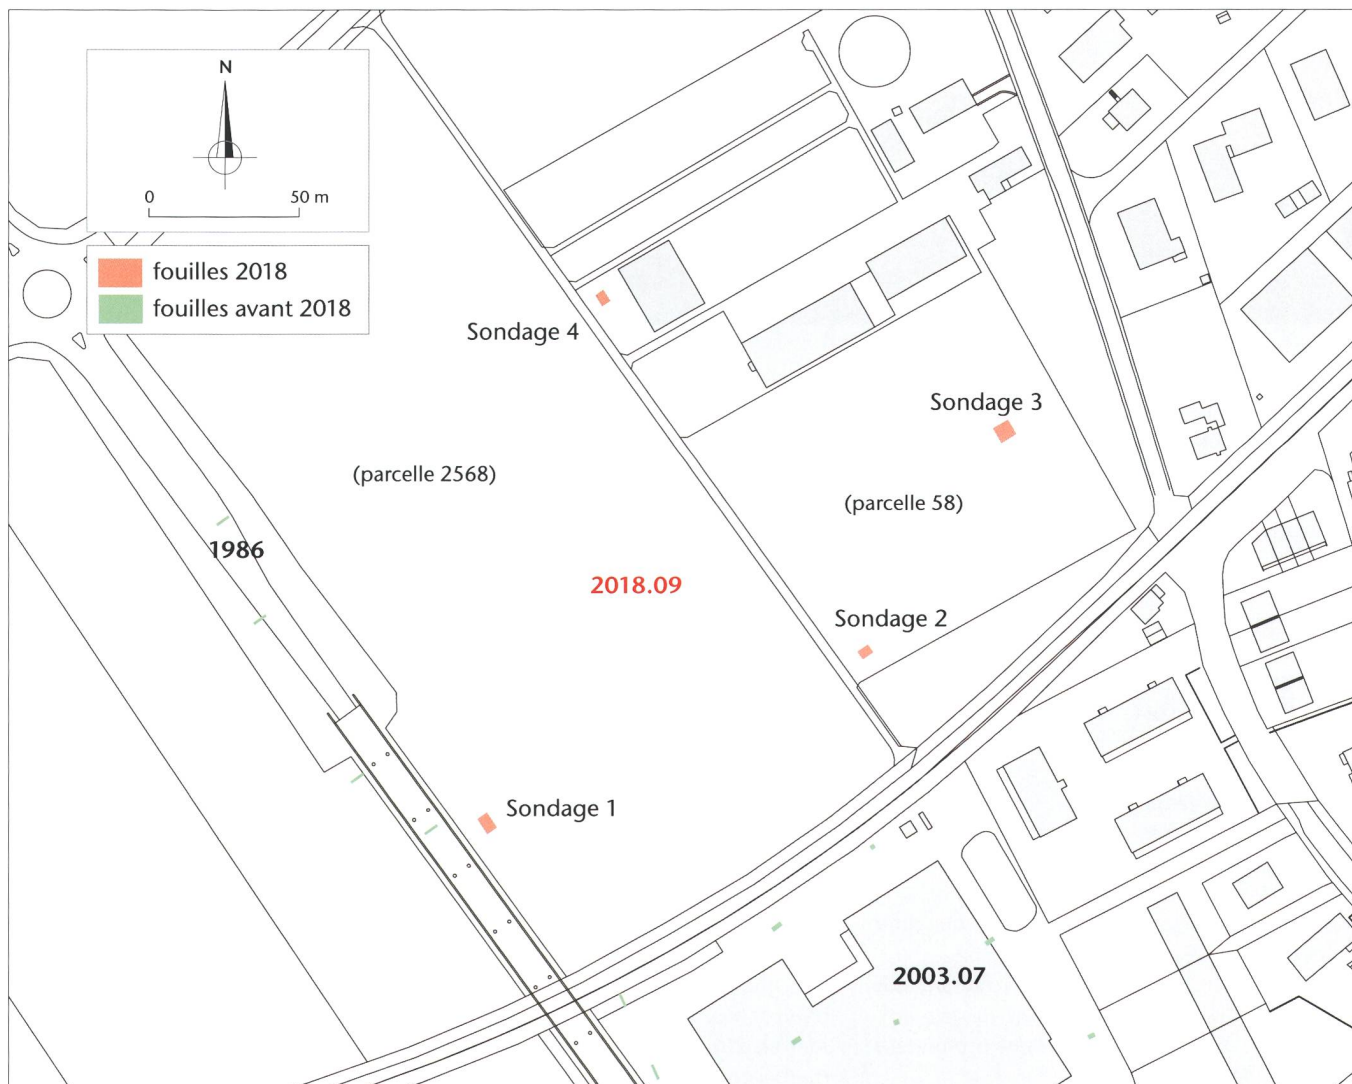 N
0 50 m
fouilles 2018
fouilles avant 2018
Sondage 4
Sondage 3
(parcelle 2568)
(parcelle 58)
1986
2018.09
Sondage 2
Sondage 1
2003.07